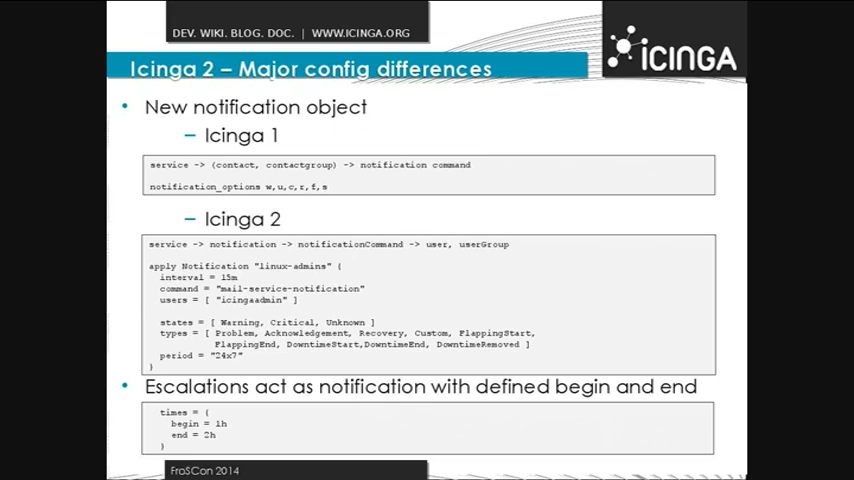 DEV. WIKI. BLOG. DOC. | WWW.ICINGA.ORG
ICINGA
Icinga 2 – Major config differences
• New notification object
– Icinga 1
service -> (contact, contactgroup) -> notification command
notification_options w,u,c,r,f,s
– Icinga 2
service -> notification -> notificationCommand -> user, userGroup
apply Notification "linux-admins" {
interval = 15m
command = "mail-service-notification"
users = [ "icingaadmin" ]
states = [ Warning, Critical, Unknown ]
types = [ Problem, Acknowledgement, Recovery, Custom, FlappingStart,
FlappingEnd, DowntimeStart,DowntimeEnd, DowntimeRemoved ]
period = "24x7"
}
• Escalations act as notification with defined begin and end
times = {
begin = 1h
end = 2h
}
FroSCon 2014